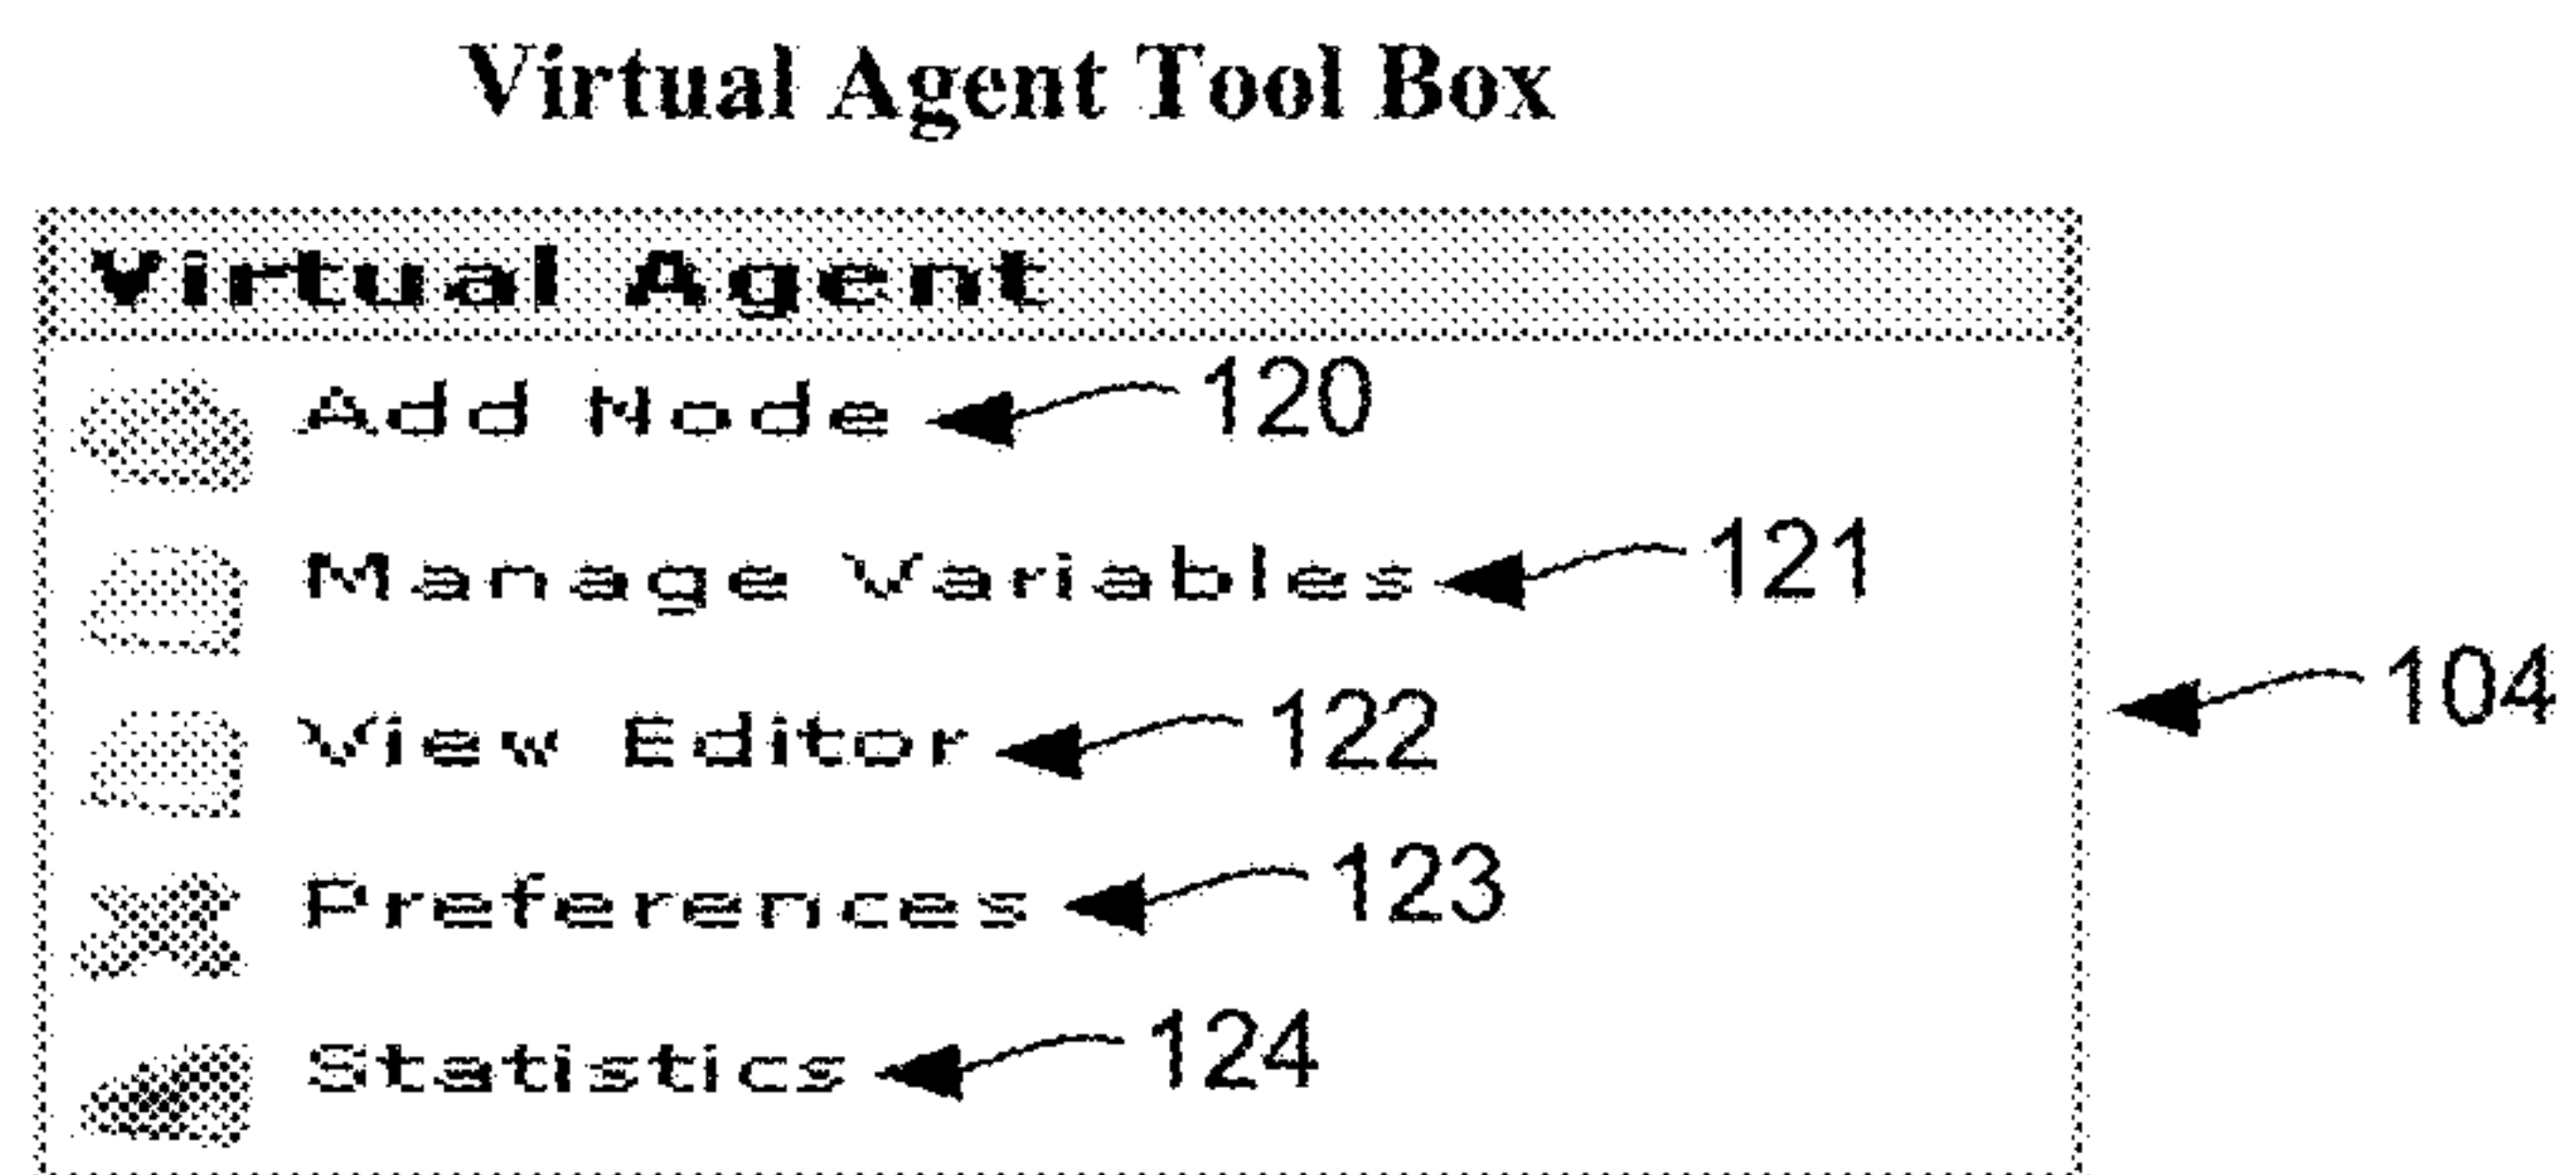 Virtual Agent Tool Box
Virtual Agent
Add Node 120
Manage Variables 121
104
View Editor 122
Preferences 123
Statistics 124